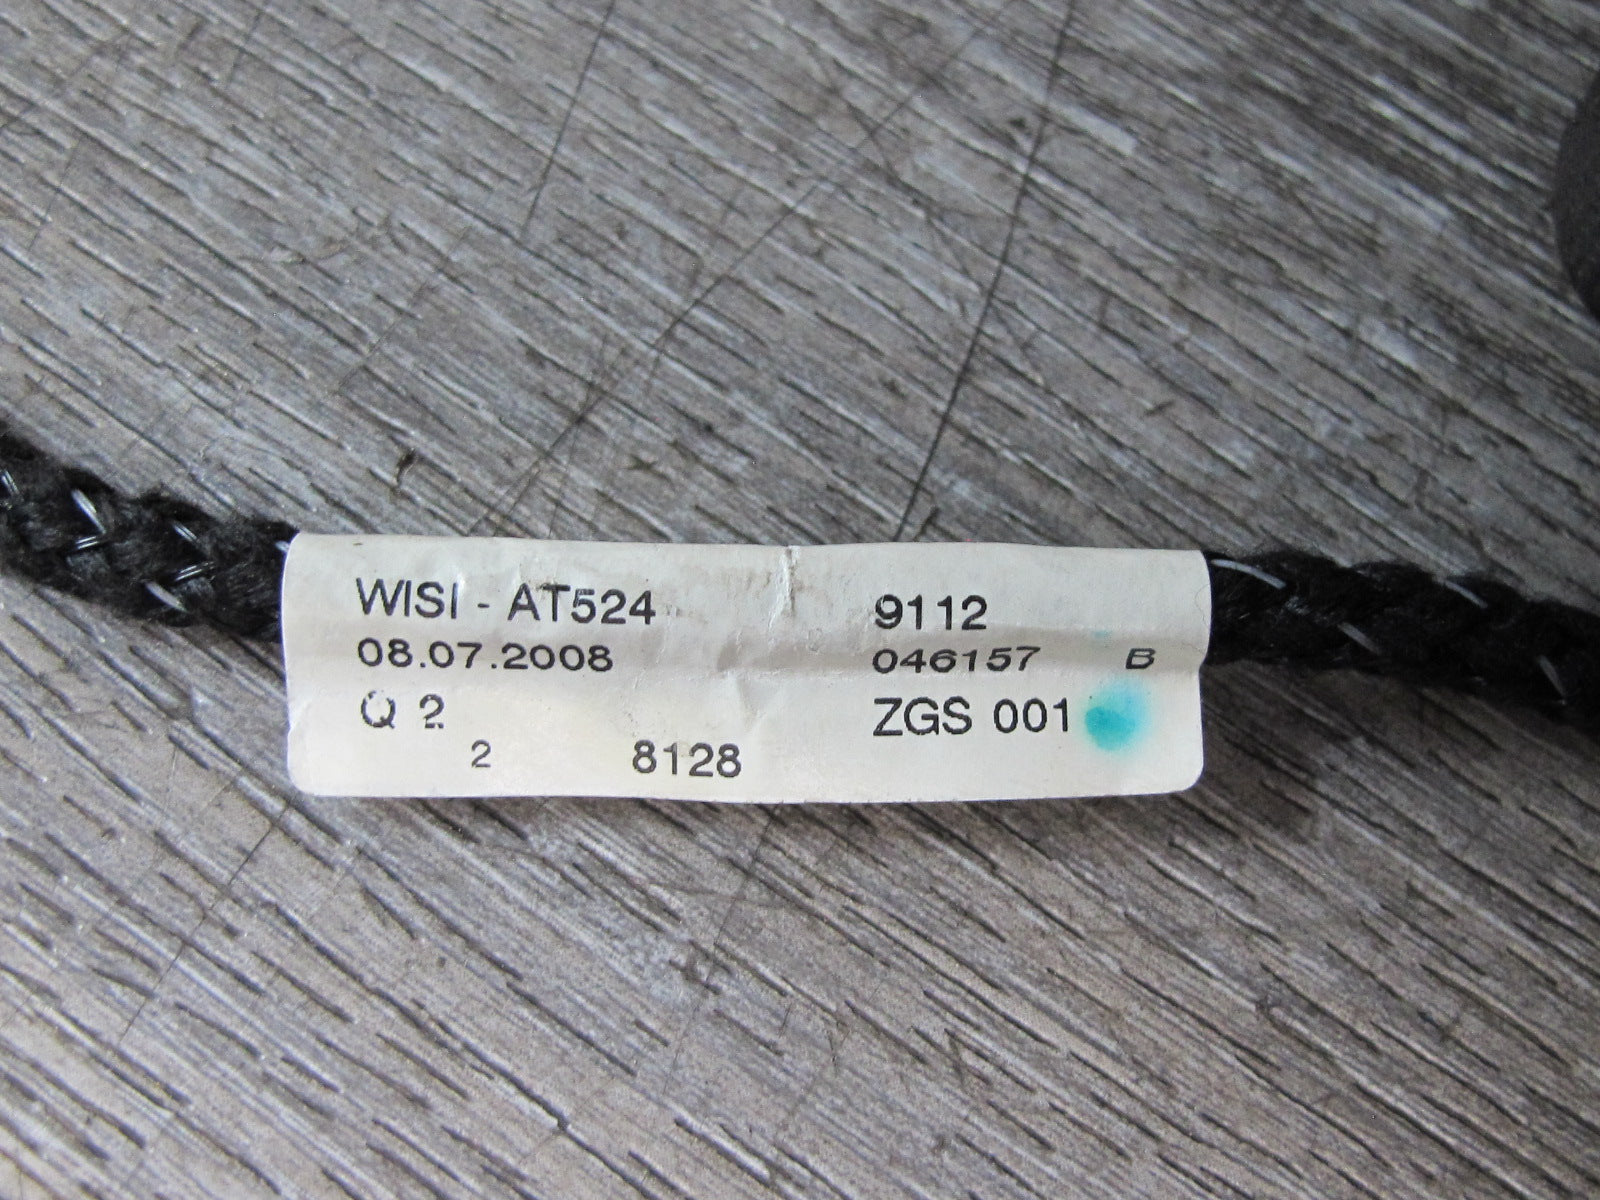 WISI - AT524 9112
08.07.2008 046157 B
Q 2 ZGS 001
2 8128